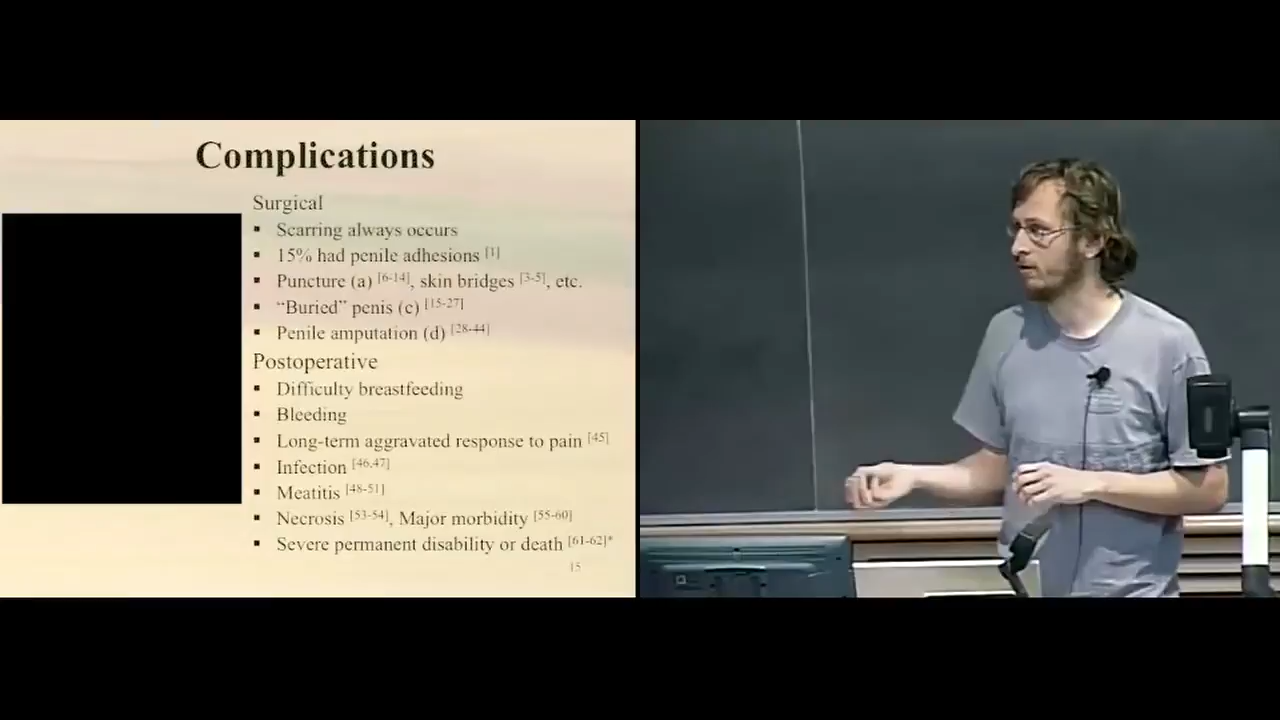 Complications
Surgical
▪ Scarring always occurs
▪ 15% had penile adhesions [1]
▪ Puncture (a) [6-14], skin bridges [3-5], etc.
▪ “Buried” penis (c) [15-27]
▪ Penile amputation (d) [28-44]
Postoperative
▪ Difficulty breastfeeding
▪ Bleeding
▪ Long-term aggravated response to pain [45]
▪ Infection [46,47]
▪ Meatitis [48-51]
▪ Necrosis [53-54], Major morbidity [55-60]
▪ Severe permanent disability or death [61-62]*
15